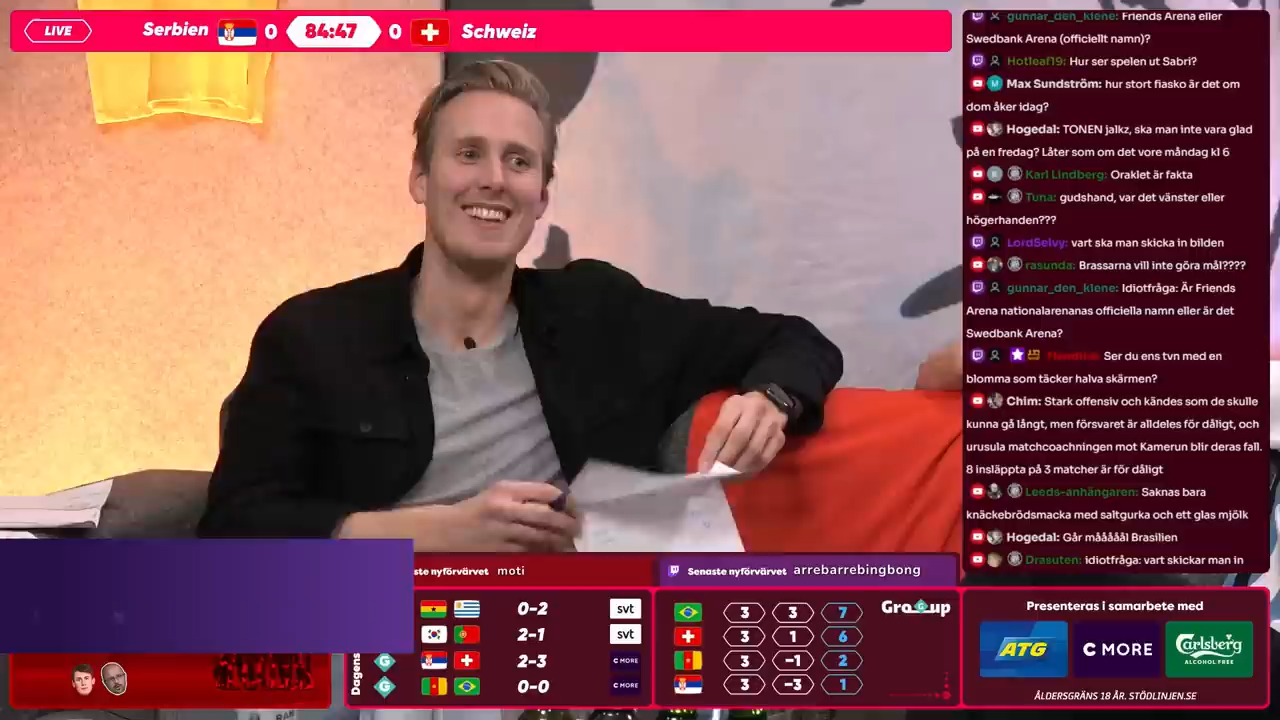 LIVE
Serbien 0 84:47 0 Schweiz
gunnar_den_klene: Friends Arena eller
Swedbank Arena (officiellt namn)?
Hotleaf19: Hur ser spelen ut Sabri?
Max Sundström: hur stort fiasko är det om
dom åker idag?
Hogedal: TONEN jalkz, ska man inte vara glad
på en fredag? Låter som om det vore måndag kl 6
Karl Lindberg: Oraklet är fakta
Tuna: gudshand, var det vänster eller
högerhanden???
LordSelvy: vart ska man skicka in bilden
rasunda: Brassarna vill inte göra mål????
gunnar_den_klene: Idiotfråga: Är Friends
Arena nationalarenanas officiella namn eller är det
Swedbank Arena?
Ser du ens tvn med en
blomma som täcker halva skärmen?
Chim: Stark offensiv och kändes som de skulle
kunna gå långt, men försvaret är alldeles för dåligt, och
urusula matchcoachningen mot Kamerun blir deras fall.
8 insläppta på 3 matcher är för dåligt
Leeds-anhängaren: Saknas bara
knäckebrödsmacka med saltgurka och ett glas mjölk
Hogedal: Går mååååål Brasilien
Drasuten: idiotfråga: vart skickar man in
ste nyförvärvet moti
Senaste nyförvärvet arrebarrebingbong
Dagens
0-2 svt
2-1 svt
G 2-3 C MORE
G 0-0 C MORE
Group G
3 3 7
3 1 6
3 -1 2
3 -3 1
Presenteras i samarbete med
ATG
C MORE
Carlsberg
ALCOHOL FREE
ÅLDERSGRÄNS 18 ÅR. STÖDLINJEN.SE